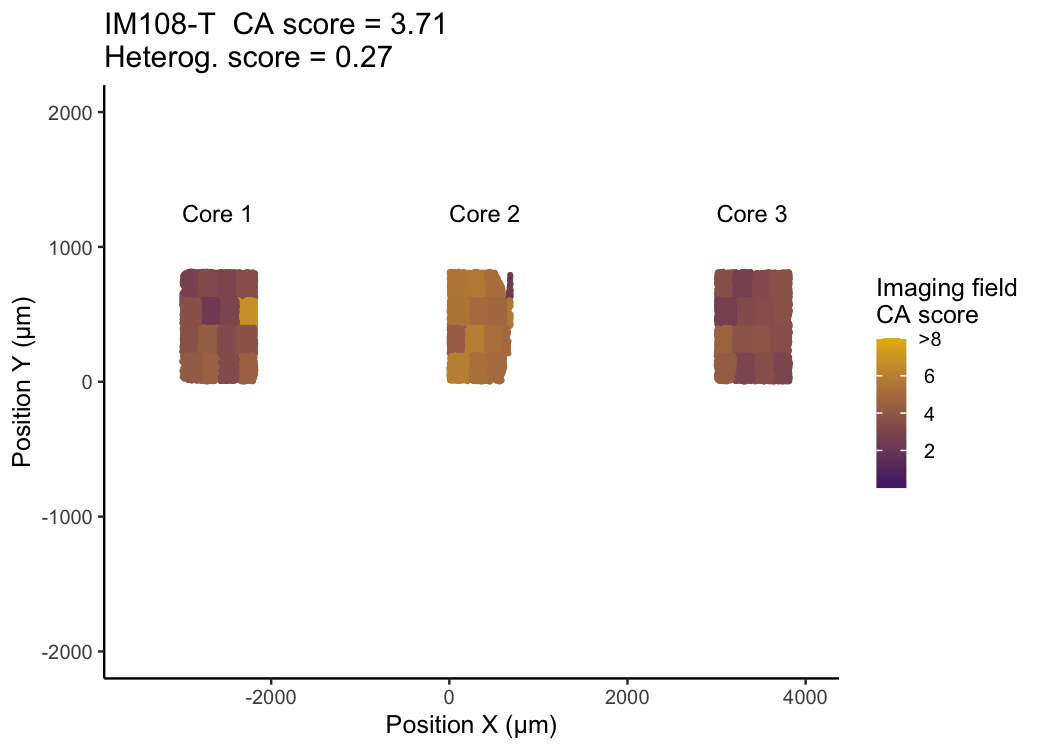 IM108-T  CA score = 3.71
Heterog. score = 0.27
2000
1000
0
-1000
-2000
Position Y (µm)
Core 1
Core 2
Core 3
-2000
0
2000
4000
Position X (µm)
Imaging field
CA score
>8
6
4
2